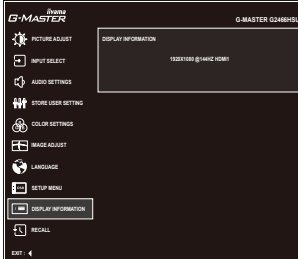 iiyama
G-MASTER
G-MASTER G2466HSU
PICTURE ADJUST
DISPLAY INFORMATION
1920X1080 @144HZ HDMI1
INPUT SELECT
AUDIO SETTINGS
STORE USER SETTING
COLOR SETTINGS
IMAGE ADJUST
LANGUAGE
OSD
SETUP MENU
DISPLAY INFORMATION
RECALL
EXIT :